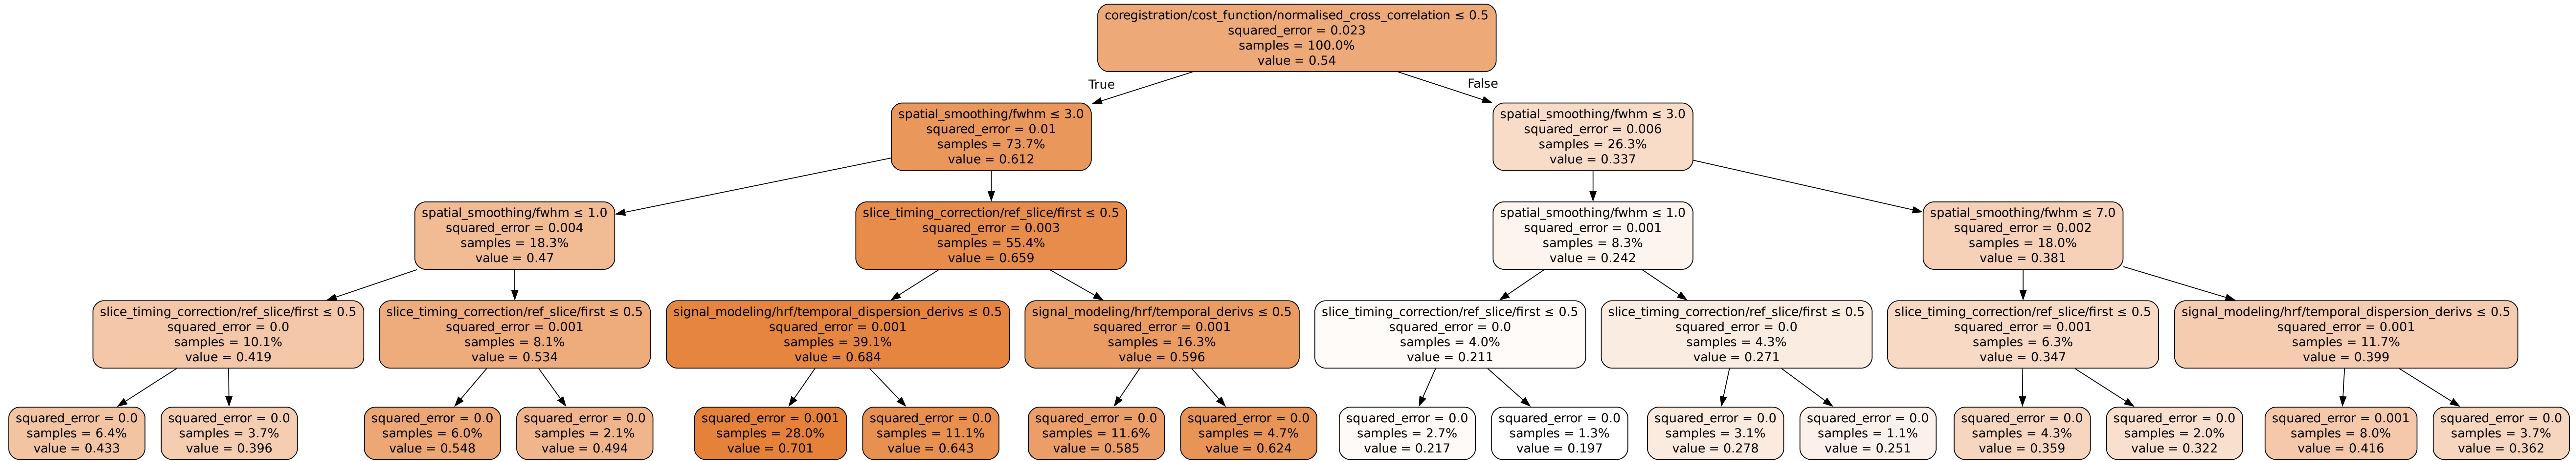 coregistration/cost_function/normalised_cross_correlation ≤ 0.5
squared_error = 0.023
samples = 100.0%
value = 0.54
True
False
spatial_smoothing/fwhm ≤ 3.0
squared_error = 0.01
samples = 73.7%
value = 0.612
spatial_smoothing/fwhm ≤ 3.0
squared_error = 0.006
samples = 26.3%
value = 0.337
spatial_smoothing/fwhm ≤ 1.0
squared_error = 0.004
samples = 18.3%
value = 0.47
slice_timing_correction/ref_slice/first ≤ 0.5
squared_error = 0.003
samples = 55.4%
value = 0.659
spatial_smoothing/fwhm ≤ 1.0
squared_error = 0.001
samples = 8.3%
value = 0.242
spatial_smoothing/fwhm ≤ 7.0
squared_error = 0.002
samples = 18.0%
value = 0.381
slice_timing_correction/ref_slice/first ≤ 0.5
squared_error = 0.0
samples = 10.1%
value = 0.419
slice_timing_correction/ref_slice/first ≤ 0.5
squared_error = 0.001
samples = 8.1%
value = 0.534
signal_modeling/hrf/temporal_dispersion_derivs ≤ 0.5
squared_error = 0.001
samples = 39.1%
value = 0.684
signal_modeling/hrf/temporal_derivs ≤ 0.5
squared_error = 0.001
samples = 16.3%
value = 0.596
slice_timing_correction/ref_slice/first ≤ 0.5
squared_error = 0.0
samples = 4.0%
value = 0.211
slice_timing_correction/ref_slice/first ≤ 0.5
squared_error = 0.0
samples = 4.3%
value = 0.271
slice_timing_correction/ref_slice/first ≤ 0.5
squared_error = 0.001
samples = 6.3%
value = 0.347
signal_modeling/hrf/temporal_dispersion_derivs ≤ 0.5
squared_error = 0.001
samples = 11.7%
value = 0.399
squared_error = 0.0
samples = 6.4%
value = 0.433
squared_error = 0.0
samples = 3.7%
value = 0.396
squared_error = 0.0
samples = 6.0%
value = 0.548
squared_error = 0.0
samples = 2.1%
value = 0.494
squared_error = 0.001
samples = 28.0%
value = 0.701
squared_error = 0.0
samples = 11.1%
value = 0.643
squared_error = 0.0
samples = 11.6%
value = 0.585
squared_error = 0.0
samples = 4.7%
value = 0.624
squared_error = 0.0
samples = 2.7%
value = 0.217
squared_error = 0.0
samples = 1.3%
value = 0.197
squared_error = 0.0
samples = 3.1%
value = 0.278
squared_error = 0.0
samples = 1.1%
value = 0.251
squared_error = 0.0
samples = 4.3%
value = 0.359
squared_error = 0.0
samples = 2.0%
value = 0.322
squared_error = 0.001
samples = 8.0%
value = 0.416
squared_error = 0.0
samples = 3.7%
value = 0.362